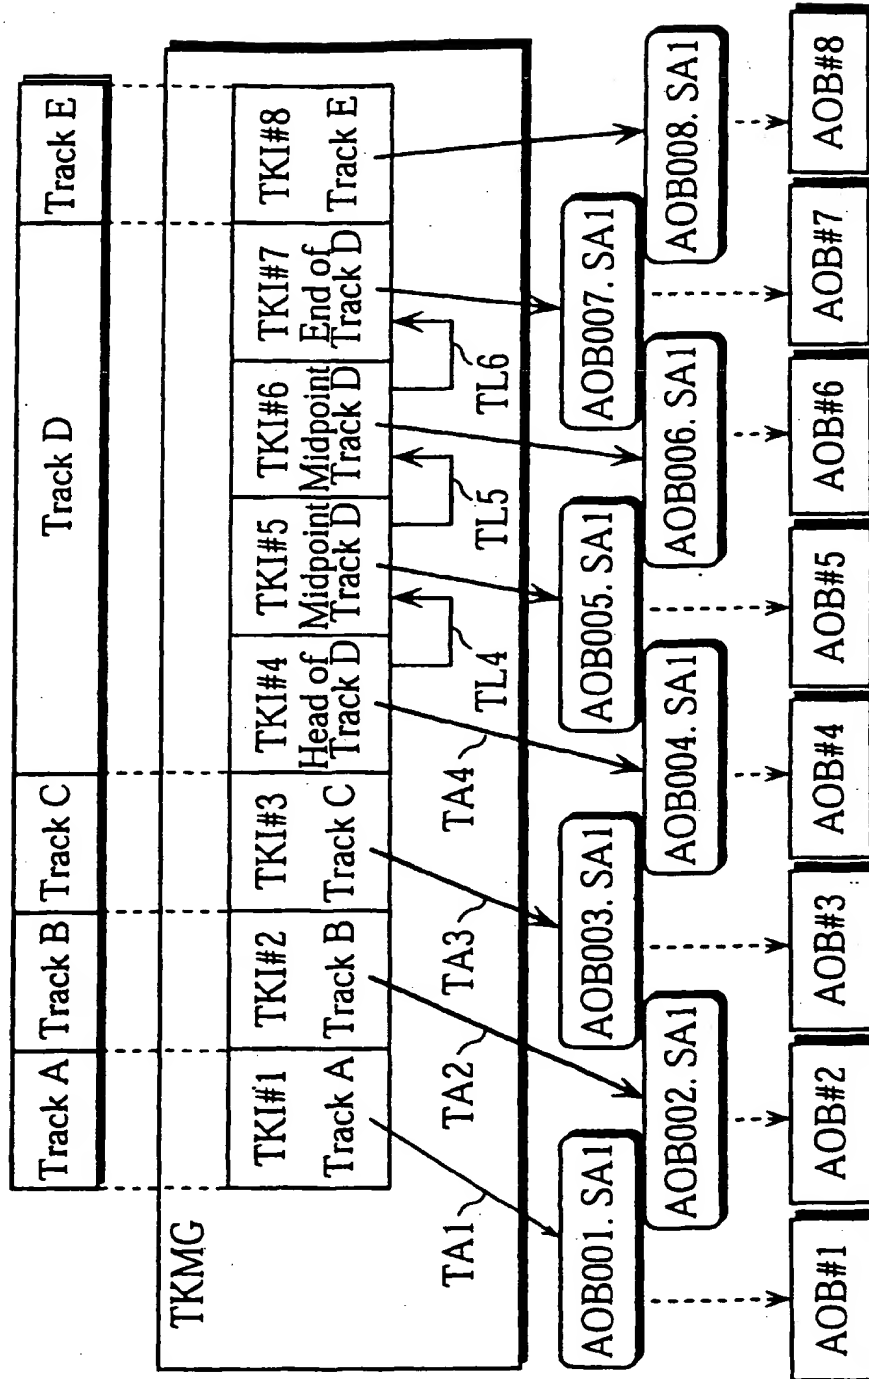 Track A
Track B
Track C
Track D
Track E
TKMG
TKI#1
Track A
TKI#2
Track B
TKI#3
Track C
TKI#4
Head of
Track D
TKI#5
Midpoint
Track D
TKI#6
Midpoint
Track D
TKI#7
End of
Track D
TKI#8
Track E
TA1
TA2
TA3
TA4
TL4
TL5
TL6
AOB001. SA1
AOB002. SA1
AOB003. SA1
AOB004. SA1
AOB005. SA1
AOB006. SA1
AOB007. SA1
AOB008. SA1
AOB#1
AOB#2
AOB#3
AOB#4
AOB#5
AOB#6
AOB#7
AOB#8